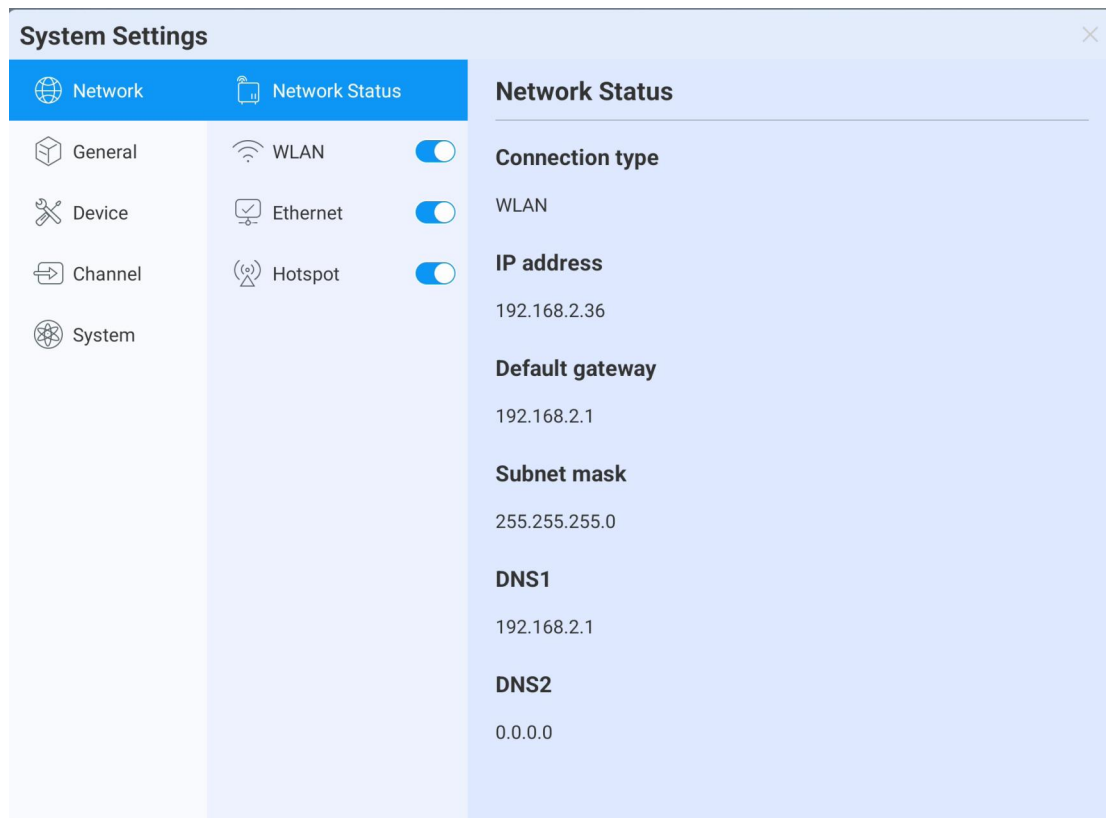 System Settings
Network
General
Device
Channel
System
Network Status
WLAN
Ethernet
Hotspot
Network Status
Connection type
WLAN
IP address
192.168.2.36
Default gateway
192.168.2.1
Subnet mask
255.255.255.0
DNS1
192.168.2.1
DNS2
0.0.0.0